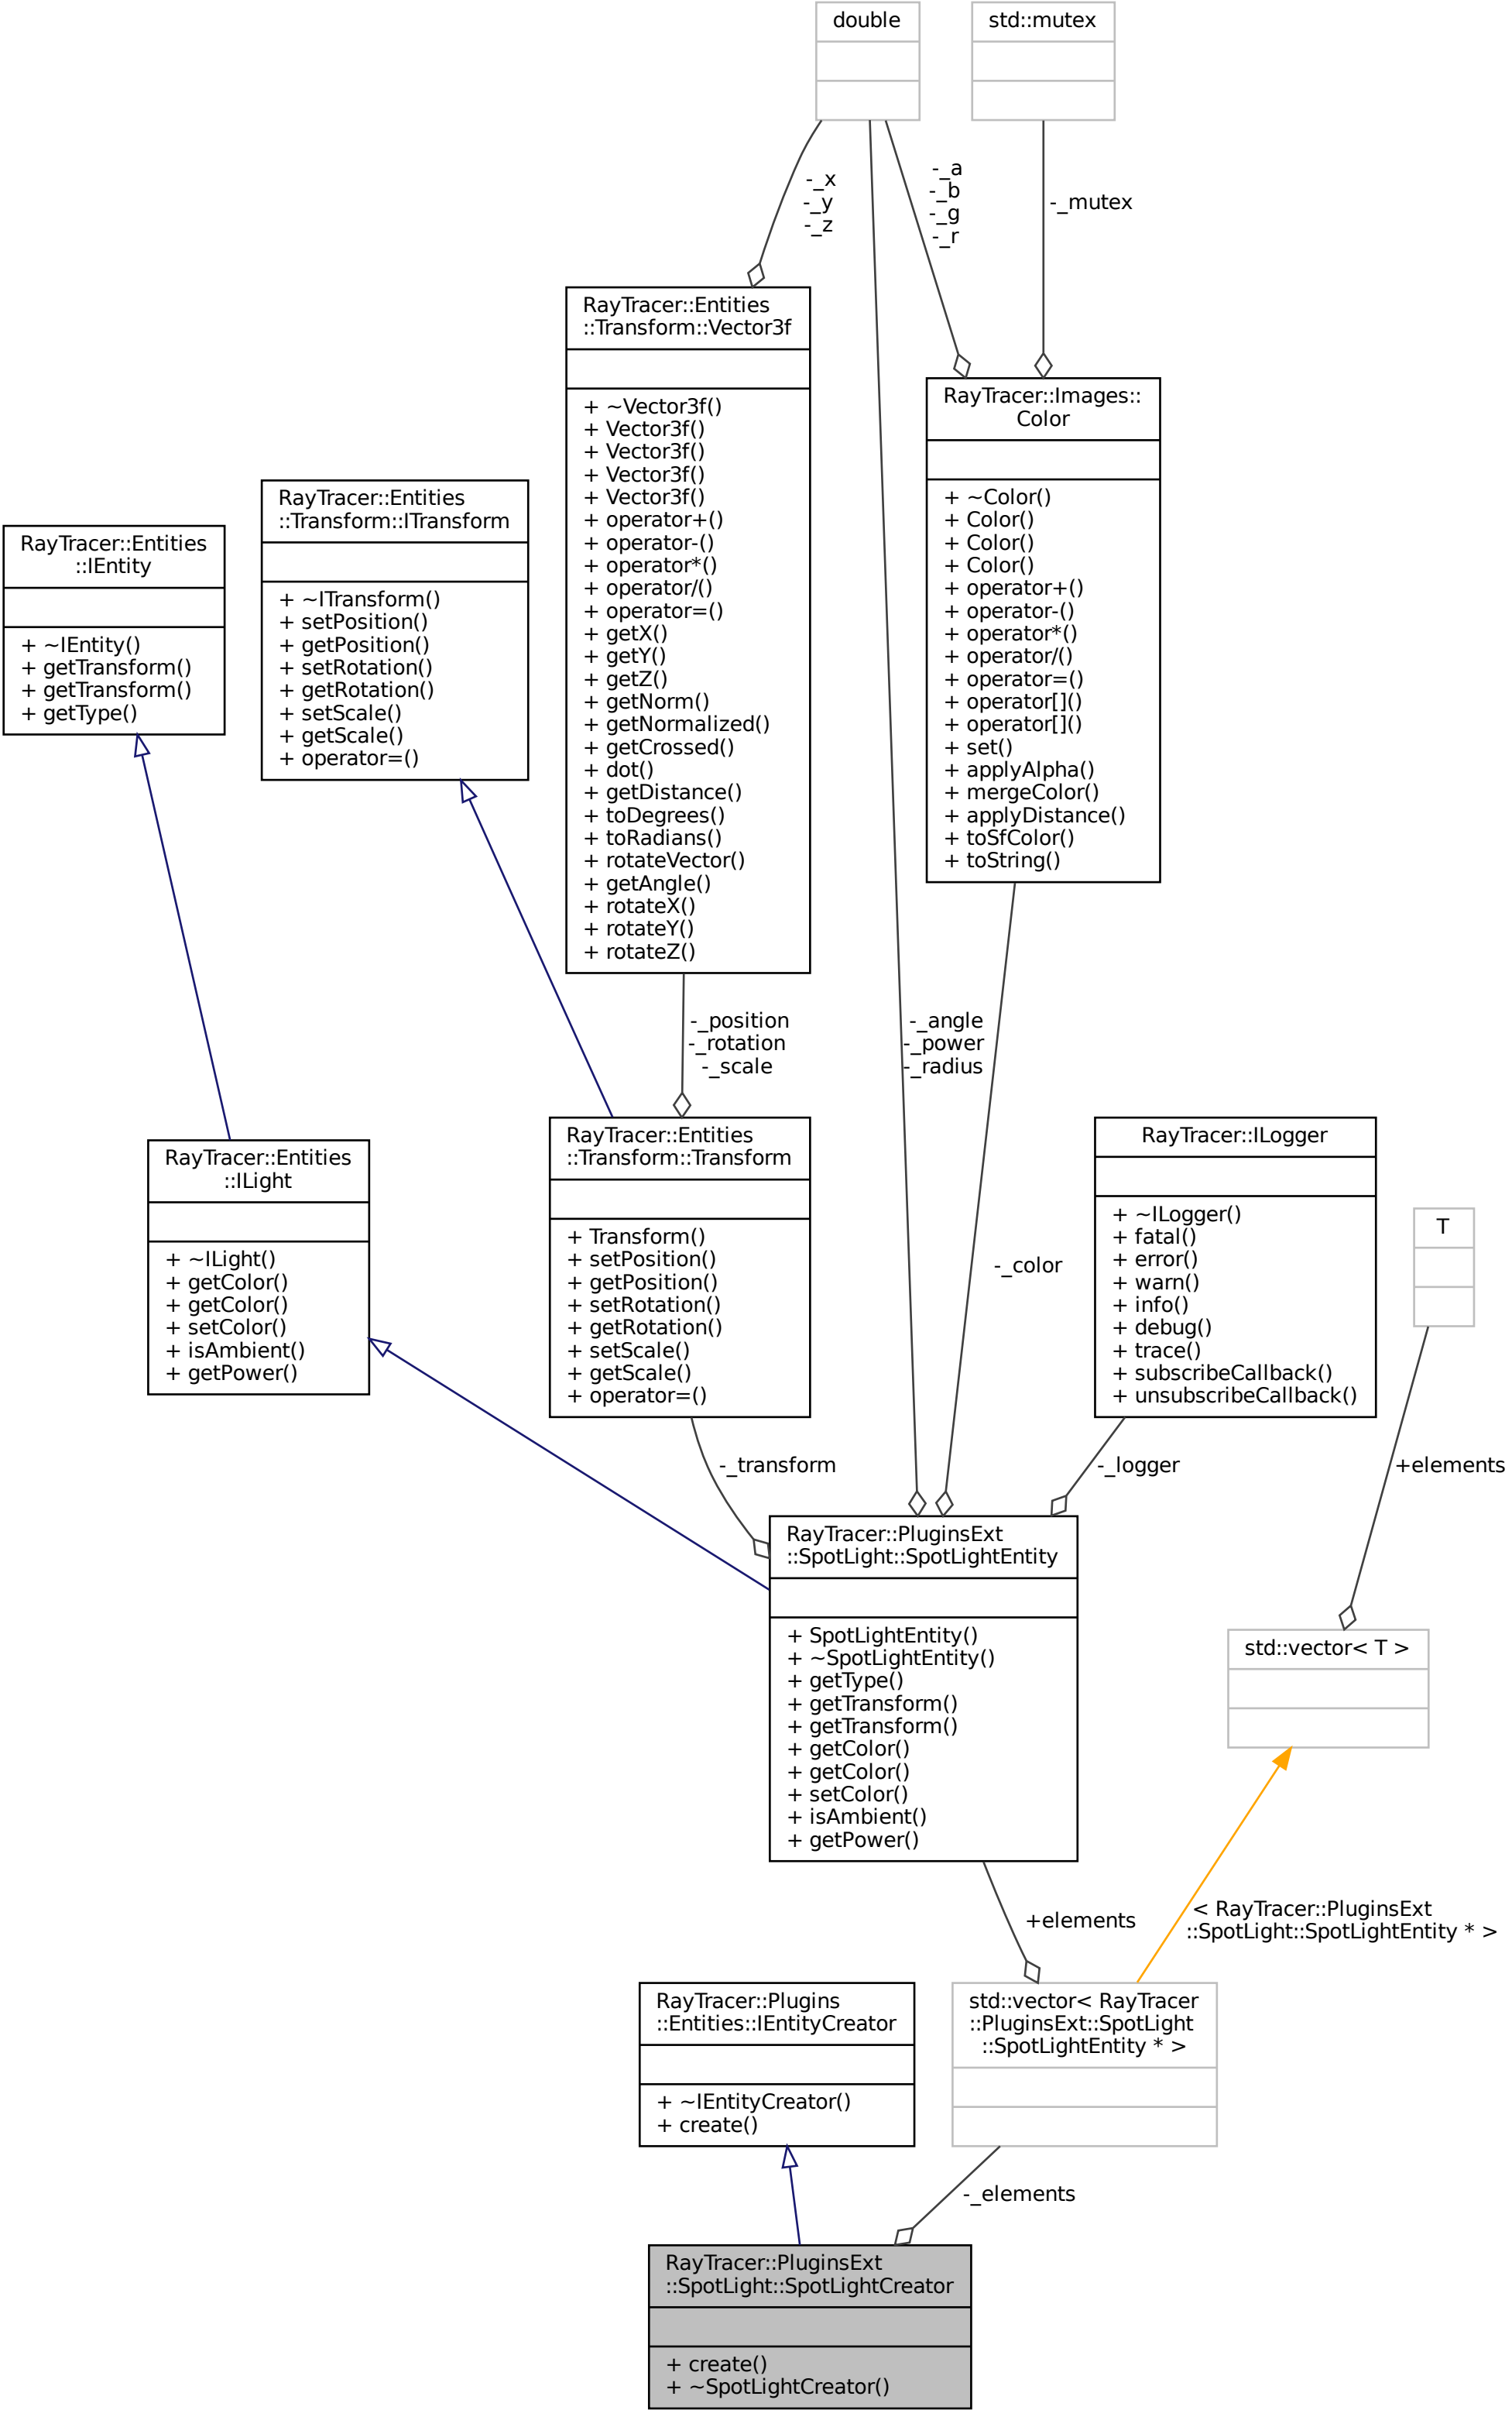 double
std::mutex
-_x
-_y
-_z
-_a
-_b
-_g
-_r
-_mutex
RayTracer::Entities
::Transform::Vector3f
+ ~Vector3f()
+ Vector3f()
+ Vector3f()
+ Vector3f()
+ Vector3f()
+ operator+()
+ operator-()
+ operator*()
+ operator/()
+ operator=()
+ getX()
+ getY()
+ getZ()
+ getNorm()
+ getNormalized()
+ getCrossed()
+ dot()
+ getDistance()
+ toDegrees()
+ toRadians()
+ rotateVector()
+ getAngle()
+ rotateX()
+ rotateY()
+ rotateZ()
RayTracer::Images::
Color
+ ~Color()
+ Color()
+ Color()
+ Color()
+ operator+()
+ operator-()
+ operator*()
+ operator/()
+ operator=()
+ operator[]()
+ operator[]()
+ set()
+ applyAlpha()
+ mergeColor()
+ applyDistance()
+ toSfColor()
+ toString()
RayTracer::Entities
::Transform::ITransform
+ ~ITransform()
+ setPosition()
+ getPosition()
+ setRotation()
+ getRotation()
+ setScale()
+ getScale()
+ operator=()
RayTracer::Entities
::IEntity
+ ~IEntity()
+ getTransform()
+ getTransform()
+ getType()
-_position
-_rotation
-_scale
-_angle
-_power
-_radius
RayTracer::Entities
::ILight
+ ~ILight()
+ getColor()
+ getColor()
+ setColor()
+ isAmbient()
+ getPower()
RayTracer::Entities
::Transform::Transform
+ Transform()
+ setPosition()
+ getPosition()
+ setRotation()
+ getRotation()
+ setScale()
+ getScale()
+ operator=()
-_color
RayTracer::ILogger
+ ~ILogger()
+ fatal()
+ error()
+ warn()
+ info()
+ debug()
+ trace()
+ subscribeCallback()
+ unsubscribeCallback()
T
-_transform
-_logger
+elements
RayTracer::PluginsExt
::SpotLight::SpotLightEntity
+ SpotLightEntity()
+ ~SpotLightEntity()
+ getType()
+ getTransform()
+ getTransform()
+ getColor()
+ getColor()
+ setColor()
+ isAmbient()
+ getPower()
std::vector< T >
+elements
< RayTracer::PluginsExt
::SpotLight::SpotLightEntity * >
RayTracer::Plugins
::Entities::IEntityCreator
+ ~IEntityCreator()
+ create()
std::vector< RayTracer
::PluginsExt::SpotLight
::SpotLightEntity * >
-_elements
RayTracer::PluginsExt
::SpotLight::SpotLightCreator
+ create()
+ ~SpotLightCreator()